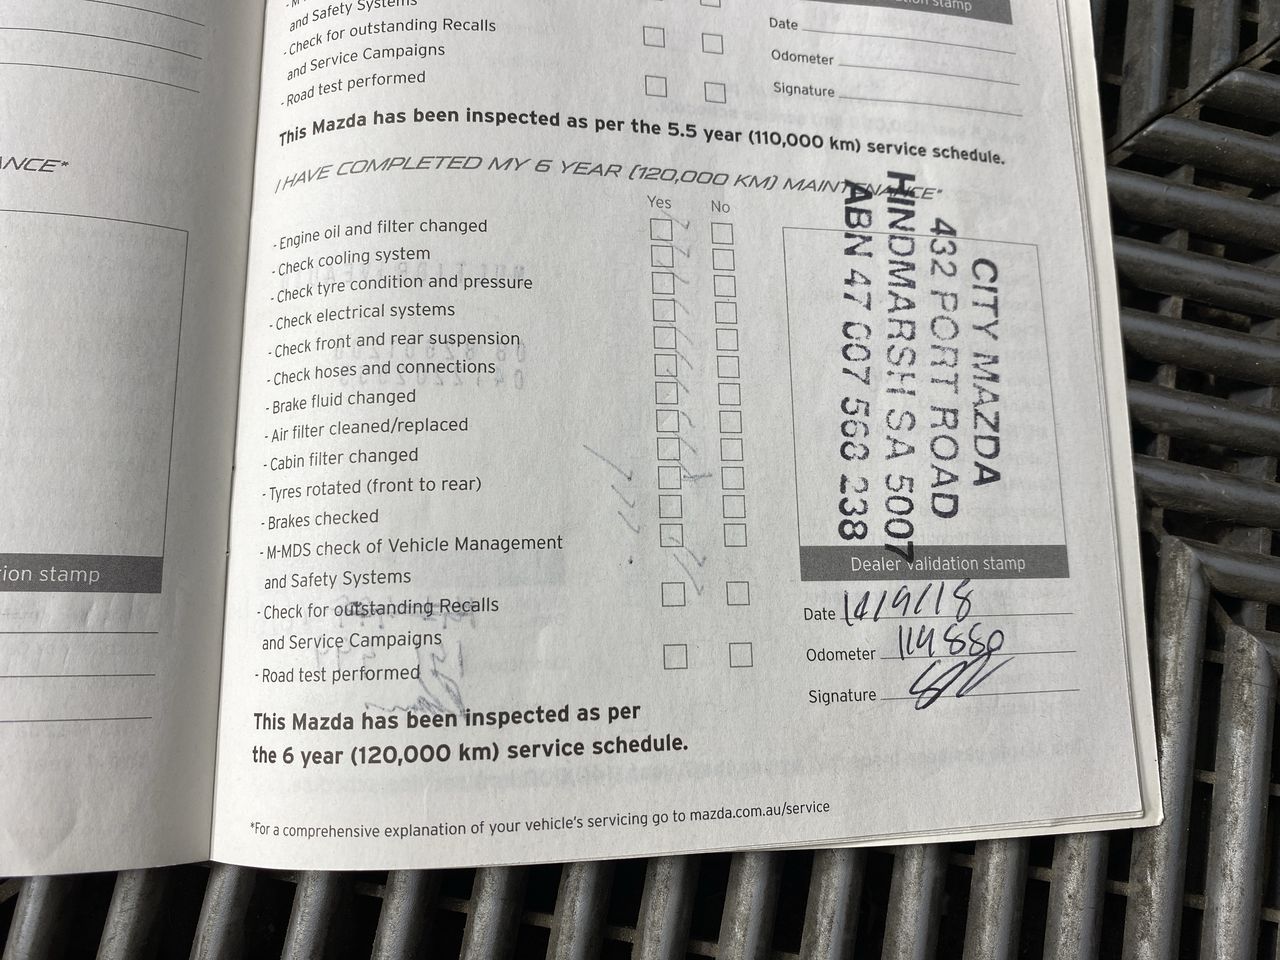 and Safety Systems
- Check for outstanding Recalls
and Service Campaigns
- Road test performed
stamp
Date
Odometer
Signature
This Mazda has been inspected as per the 5.5 year (110,000 km) service schedule.
I HAVE COMPLETED MY 6 YEAR (120,000 KM) MAINTENANCE*
Yes No
- Engine oil and filter changed
- Check cooling system
- Check tyre condition and pressure
- Check electrical systems
- Check front and rear suspension
- Check hoses and connections
- Brake fluid changed
- Air filter cleaned/replaced
- Cabin filter changed
- Tyres rotated (front to rear)
- Brakes checked
- M-MDS check of Vehicle Management
and Safety Systems
- Check for outstanding Recalls
and Service Campaigns
- Road test performed
CITY MAZDA
432 PORT ROAD
HINDMARSH SA 5007
ABN 47 007 568 238
Dealer validation stamp
Date 14/9/18
Odometer 114880
Signature
This Mazda has been inspected as per
the 6 year (120,000 km) service schedule.
*For a comprehensive explanation of your vehicle's servicing go to mazda.com.au/service
NCE*
ion stamp